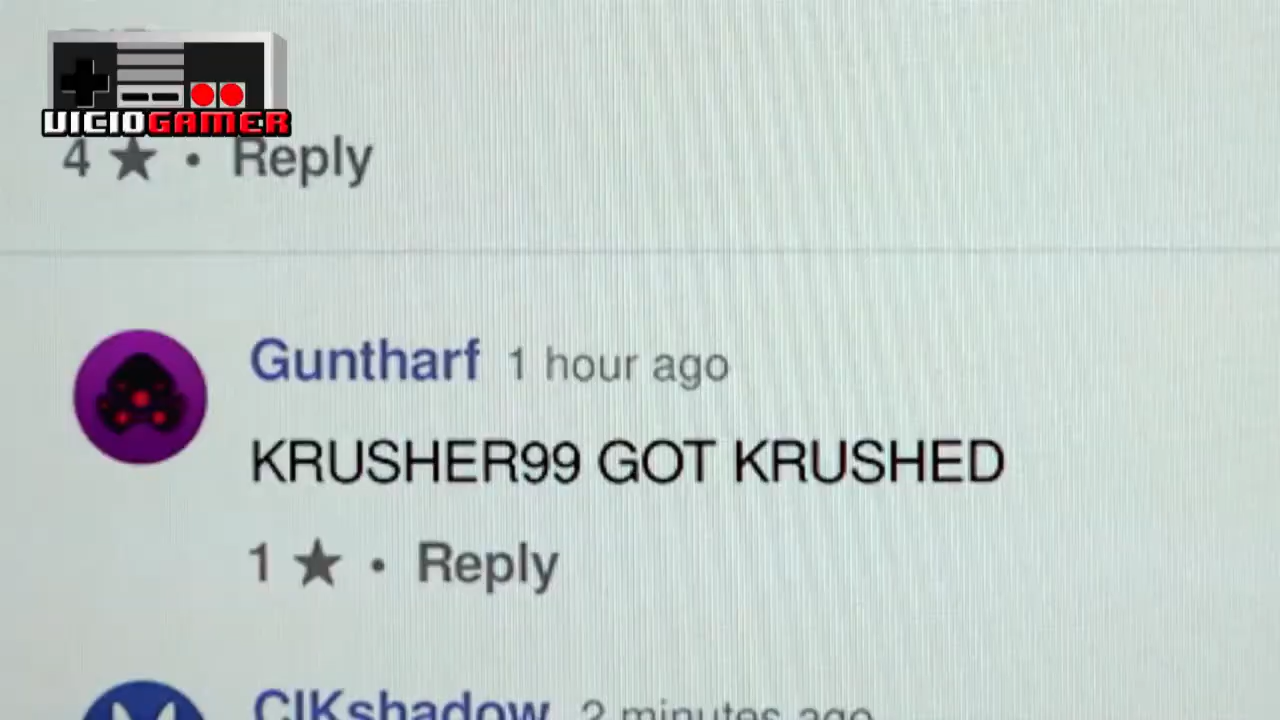 VICIOGAMER
4 ★ • Reply
Guntharf 1 hour ago
KRUSHER99 GOT KRUSHED
1 ★ • Reply
ClKshadow 2 minutes ago